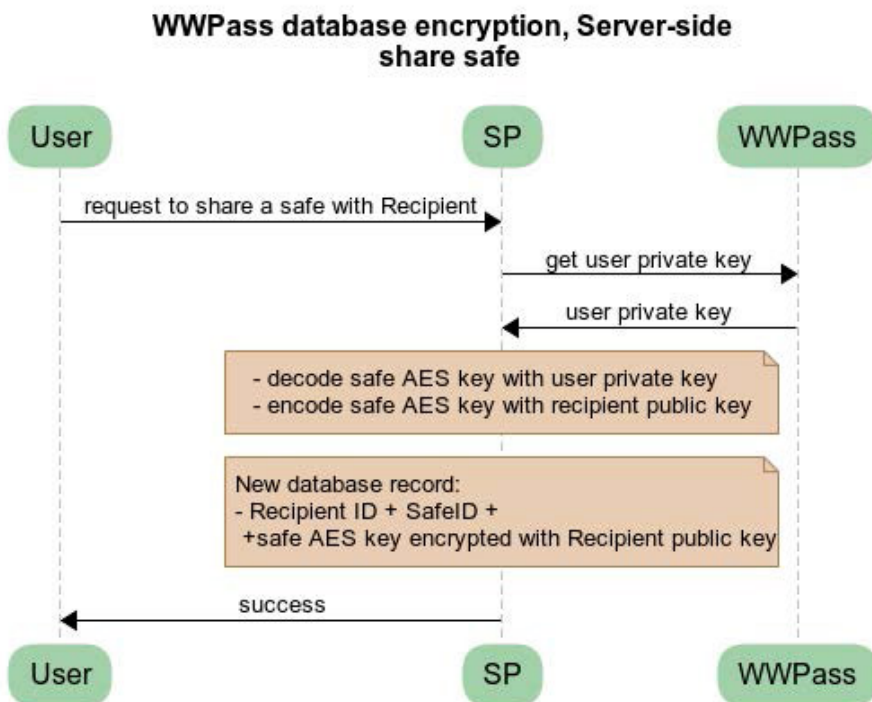 WWPass database encryption, Server-side
share safe
User
SP
WWPass
request to share a safe with Recipient
get user private key
user private key
- decode safe AES key with user private key
- encode safe AES key with recipient public key
New database record:
- Recipient ID + SafeID +
+safe AES key encrypted with Recipient public key
success
User
SP
WWPass